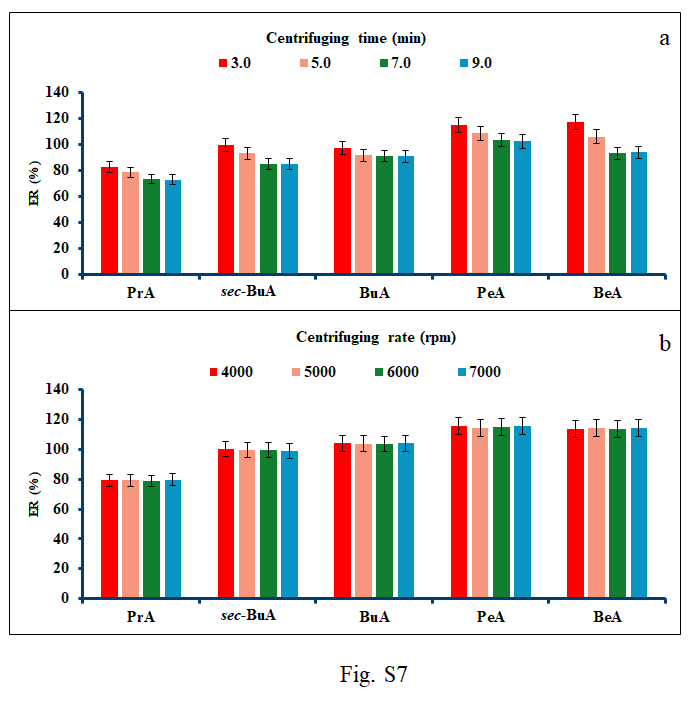 Centrifuging time (min)
a
3.0 5.0 7.0 9.0
140
120
100
80
60
40
20
0
ER (%)
PrA sec-BuA BuA PeA BeA
Centrifuging rate (rpm)
b
4000 5000 6000 7000
140
120
100
80
60
40
20
0
ER (%)
PrA sec-BuA BuA PeA BeA
Fig. S7